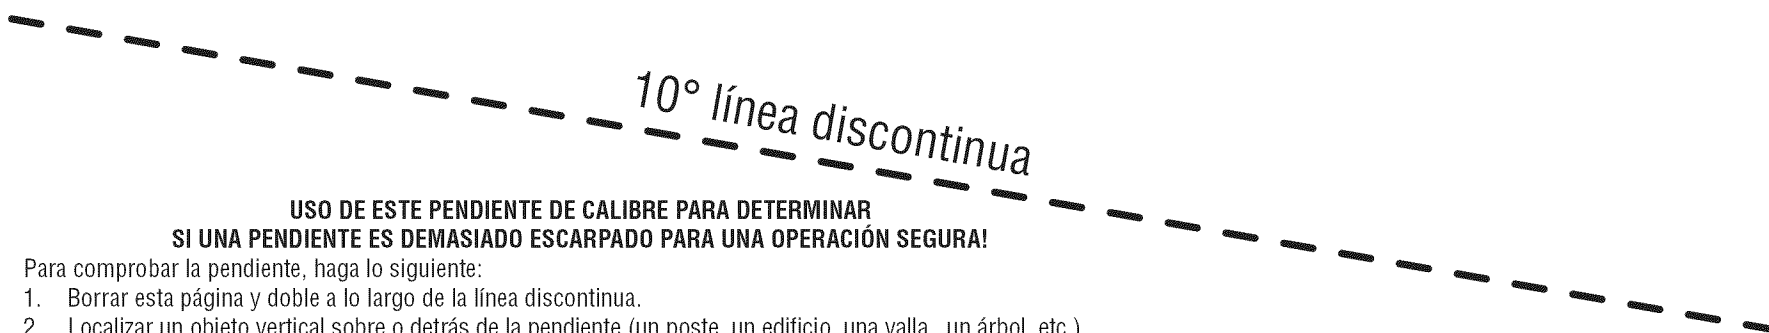 10° línea discontinua
USO DE ESTE PENDIENTE DE CALIBRE PARA DETERMINAR
SI UNA PENDIENTE ES DEMASIADO ESCARPADO PARA UNA OPERACIÓN SEGURA!
Para comprobar la pendiente, haga lo siguiente:
1. Borrar esta página y doble a lo largo de la línea discontinua.
2. Localizar un objeto vertical sobre o detrás de la pendiente (un poste, un edificio, una valla, un árbol, etc.)